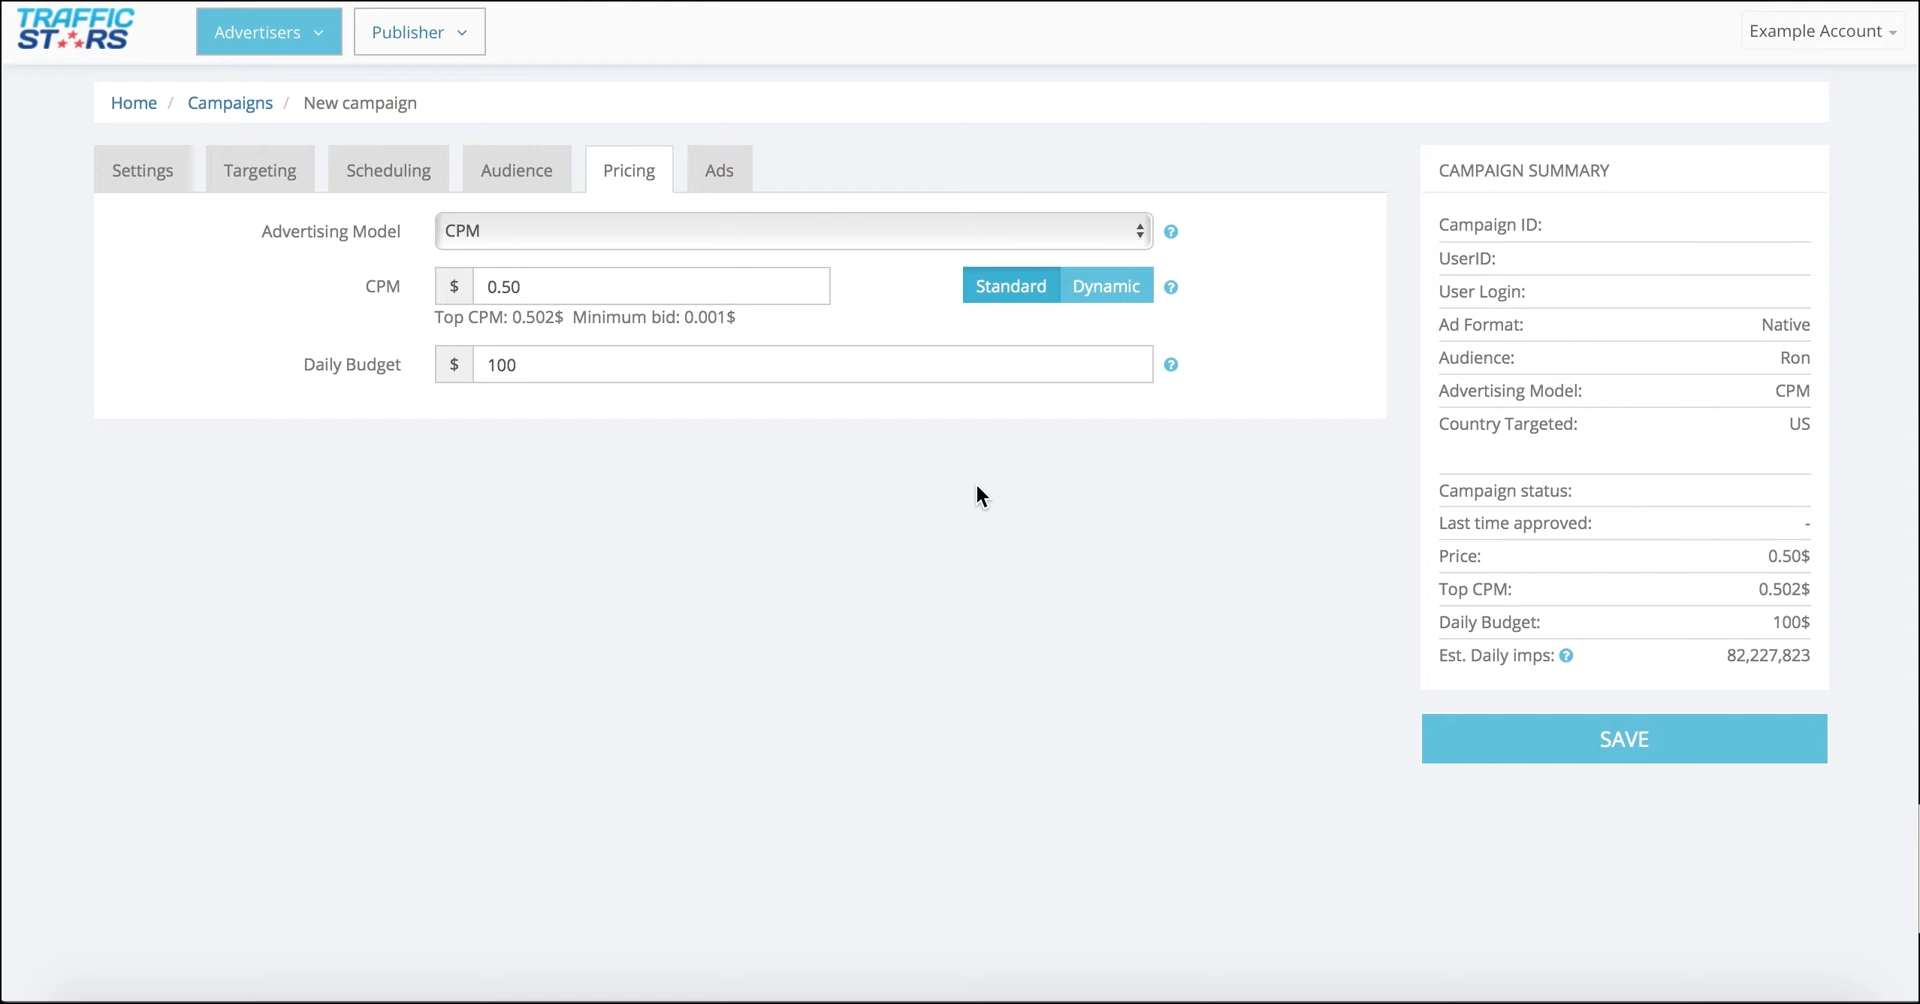 TRAFFIC
STARS
Advertisers
Publisher
Example Account
Home / Campaigns / New campaign
Settings
Targeting
Scheduling
Audience
Pricing
Ads
Advertising Model
CPM
CPM
$
0.50
Standard
Dynamic
Top CPM: 0.502$ Minimum bid: 0.001$
Daily Budget
$
100
CAMPAIGN SUMMARY
Campaign ID:
UserID:
User Login:
Ad Format: Native
Audience: Ron
Advertising Model: CPM
Country Targeted: US
Campaign status:
Last time approved: -
Price: 0.50$
Top CPM: 0.502$
Daily Budget: 100$
Est. Daily imps: 82,227,823
SAVE